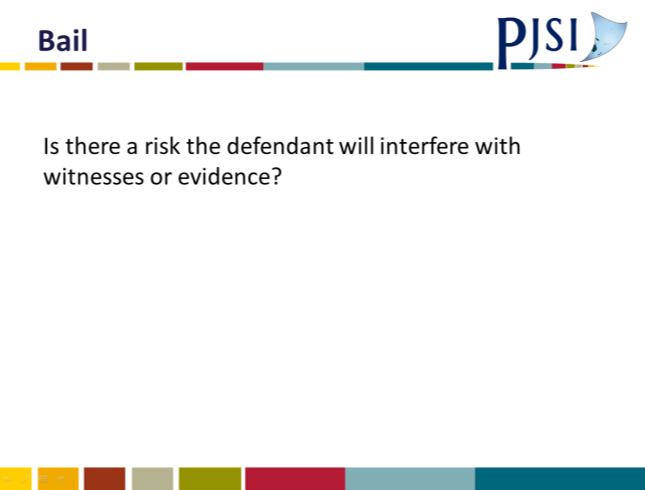 Bail
PJSI
Is there a risk the defendant will interfere with
witnesses or evidence?